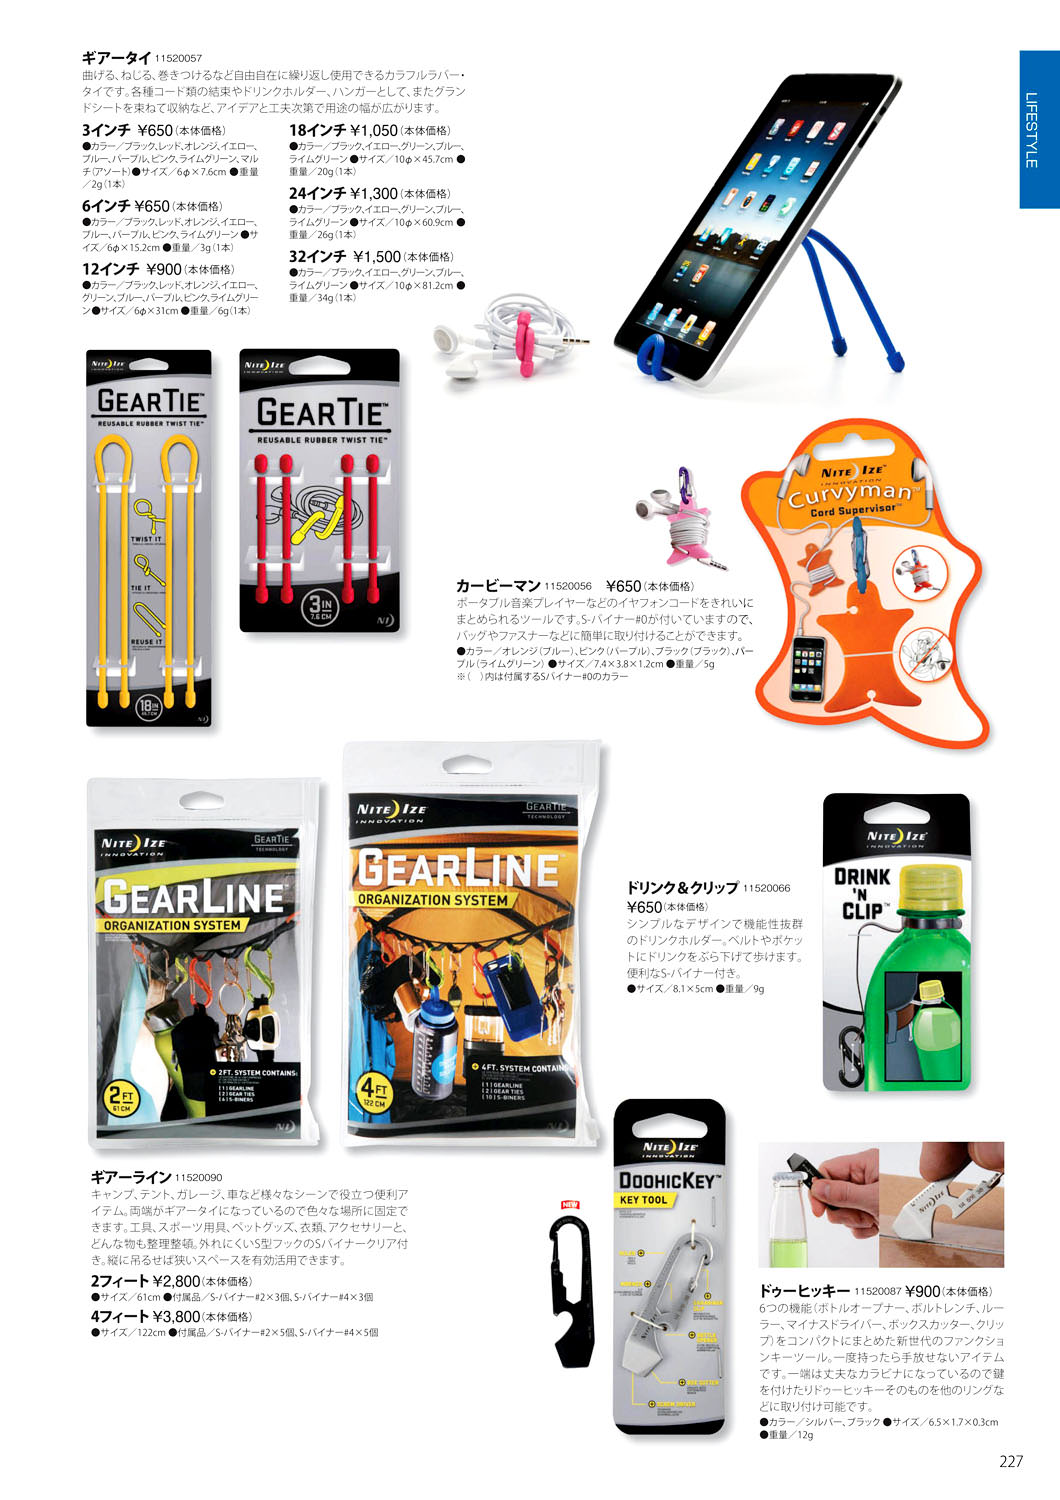 LIFESTYLE
ギアータイ 11520057
曲げる、ねじる、巻きつけるなど自由自在に繰り返し使用できるカラフルラバー・
タイです。各種コード類の結束やドリンクホルダー、ハンガーとして、またグラン
ドシートを束ねて収納など、アイデアと工夫次第で用途の幅が広がります。
3インチ ¥650(本体価格)
●カラー／ブラック、レッド、オレンジ、イエロー、
ブルー、パープル、ピンク、ライムグリーン、マル
チ(アソート)●サイズ／6φ×7.6cm ●重量
／2g(1本)
6インチ ¥650(本体価格)
●カラー／ブラック、レッド、オレンジ、イエロー、
ブルー、パープル、ピンク、ライムグリーン ●サ
イズ／6φ×15.2cm ●重量／3g(1本)
12インチ ¥900(本体価格)
●カラー／ブラック、レッド、オレンジ、イエロー、
グリーン、ブルー、パープル、ピンク、ライムグリー
ン●サイズ／6φ×31cm ●重量／6g(1本)
18インチ ¥1,050(本体価格)
●カラー／ブラック、イエロー、グリーン、ブルー、
ライムグリーン ●サイズ／10φ×45.7cm ●
重量／20g(1本)
24インチ ¥1,300(本体価格)
●カラー／ブラック、イエロー、グリーン、ブルー、
ライムグリーン ●サイズ／10φ×60.9cm ●
重量／26g(1本)
32インチ ¥1,500(本体価格)
●カラー／ブラック、イエロー、グリーン、ブルー、
ライムグリーン ●サイズ／10φ×81.2cm ●
重量／34g(1本)
NITE IZE
INNOVATION
GEARTIE™
REUSABLE RUBBER TWIST TIE™
TWIST IT
TIE IT
REUSE IT
18IN
45.7 CM
NI
NITE IZE
INNOVATION
GEARTIE™
REUSABLE RUBBER TWIST TIE™
3IN
7.6 CM
NI
NITE IZE
INNOVATION
Curvyman™
Cord Supervisor™
カービーマン 11520056 ¥650(本体価格)
ポータブル音楽プレイヤーなどのイヤフォンコードをきれいに
まとめられるツールです。S-バイナー#0が付いていますので、
バッグやファスナーなどに簡単に取り付けることができます。
●カラー／オレンジ(ブルー)、ピンク(パープル)、ブラック(ブラック)、パー
プル(ライムグリーン) ●サイズ／7.4×3.8×1.2cm ●重量／5g
※( )内は付属するSバイナー#0のカラー
NITE IZE
INNOVATION
GEARTIE
TECHNOLOGY
GEARLINE
ORGANIZATION SYSTEM
2FT. SYSTEM CONTAINS:
(1) GEARLINE
(2) GEAR TIES
(6) S-BINERS
2 FT
61 CM
NITE IZE
INNOVATION
GEARTIE
TECHNOLOGY
GEARLINE
ORGANIZATION SYSTEM
4FT. SYSTEM CONTAINS
(1) GEARLINE
(2) GEAR TIES
(10) S-BINERS
4 FT
122 CM
ドリンク＆クリップ 11520066
¥650(本体価格)
シンプルなデザインで機能性抜群
のドリンクホルダー。ベルトやポケッ
トにドリンクをぶら下げて歩けます。
便利なS-バイナー付き。
●サイズ／8.1×5cm ●重量／9g
NITE IZE
INNOVATION
DRINK
'N
CLIP™
ギアーライン 11520090
キャンプ、テント、ガレージ、車など様々なシーンで役立つ便利ア
イテム。両端がギアータイになっているので色々な場所に固定で
きます。工具、スポーツ用具、ペットグッズ、衣類、アクセサリーと、
どんな物も整理整頓。外れにくいS型フックのSバイナークリア付
き。縦に吊るせば狭いスペースを有効活用できます。
2フィート ¥2,800(本体価格)
●サイズ／61cm ●付属品／S-バイナー#2×3個、S-バイナー#4×3個
4フィート ¥3,800(本体価格)
●サイズ／122cm ●付属品／S-バイナー#2×5個、S-バイナー#4×5個
NEW
NITE IZE
INNOVATION
DOOHICKEY™
KEY TOOL
ドゥーヒッキー 11520087 ¥900(本体価格)
6つの機能(ボトルオープナー、ボルトレンチ、ルー
ラー、マイナスドライバー、ボックスカッター、クリッ
プ)をコンパクトにまとめた新世代のファンクショ
ンキーツール。一度持ったら手放せないアイテム
です。一端は丈夫なカラビナになっているので鍵
を付けたりドゥーヒッキーそのものを他のリングな
どに取り付け可能です。
●カラー／シルバー、ブラック ●サイズ／6.5×1.7×0.3cm
●重量／12g
227